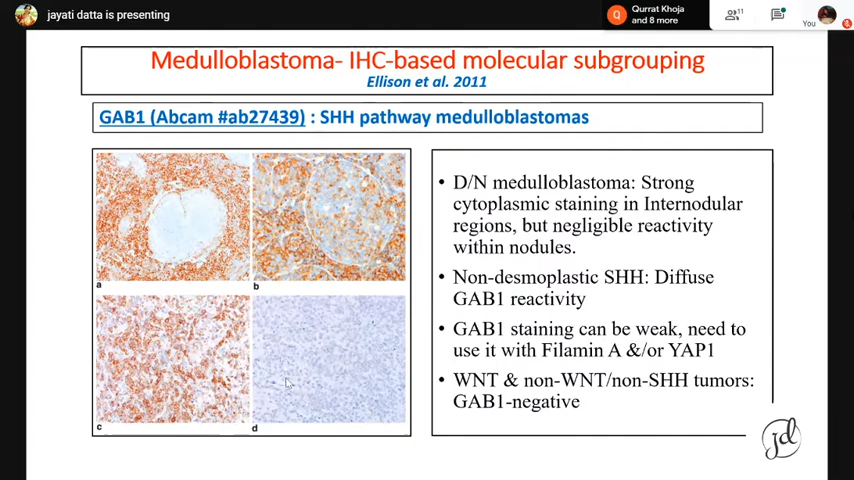 jayati datta is presenting
Qurrat Khoja
and 8 more
Q
11
You
Medulloblastoma- IHC-based molecular subgrouping
Ellison et al. 2011
GAB1 (Abcam #ab27439) : SHH pathway medulloblastomas
a
b
c
d
• D/N medulloblastoma: Strong
cytoplasmic staining in Internodular
regions, but negligible reactivity
within nodules.
• Non-desmoplastic SHH: Diffuse
GAB1 reactivity
• GAB1 staining can be weak, need to
use it with Filamin A &/or YAP1
• WNT & non-WNT/non-SHH tumors:
GAB1-negative
jd